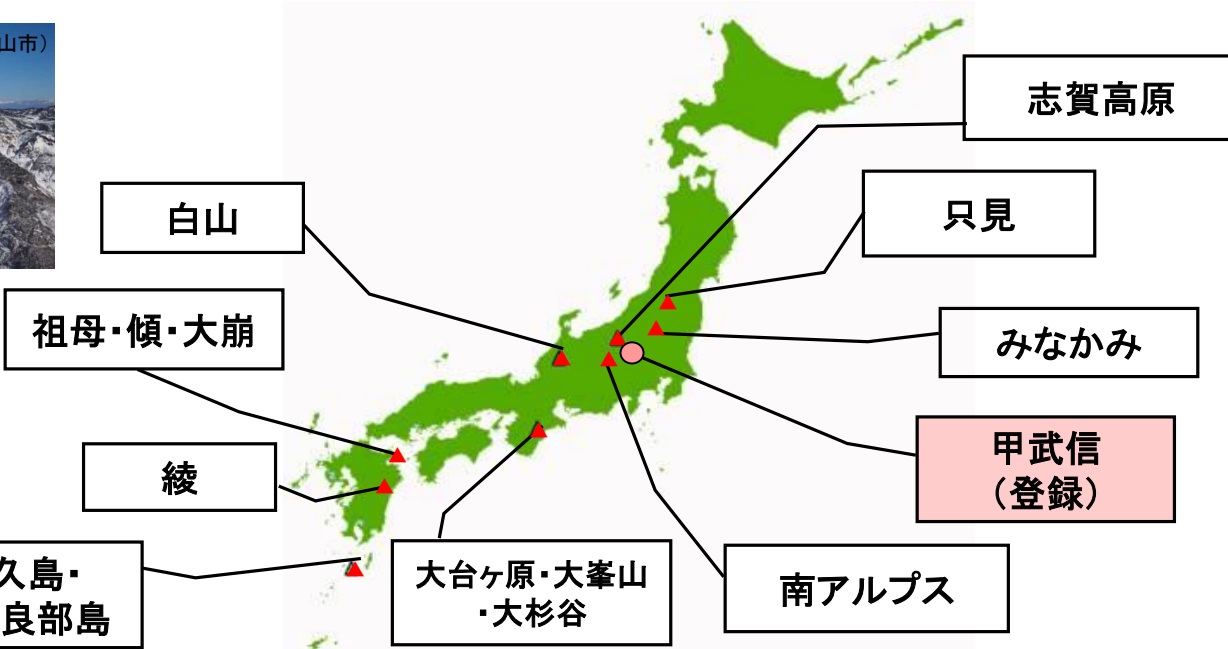 山市）
志賀高原
白山
只見
祖母・傾・大崩
みなかみ
甲武信
（登録）
綾
久島・
良部島
大台ヶ原・大峯山
・大杉谷
南アルプス